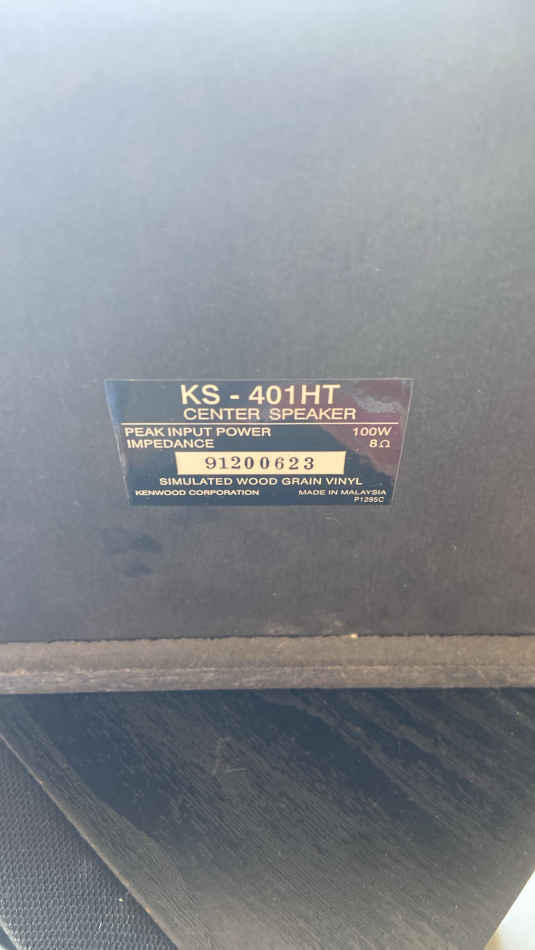 KS - 401HT
CENTER SPEAKER
PEAK INPUT POWER 100W
IMPEDANCE 8Ω
91200623
SIMULATED WOOD GRAIN VINYL
KENWOOD CORPORATION MADE IN MALAYSIA
P1295C